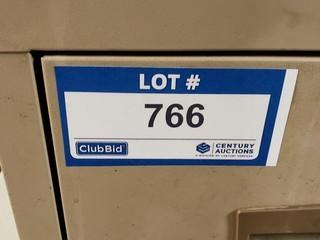 LOT #
766
ClubBid
CENTURY
AUCTIONS
A DIVISION OF CENTURY SERVICES